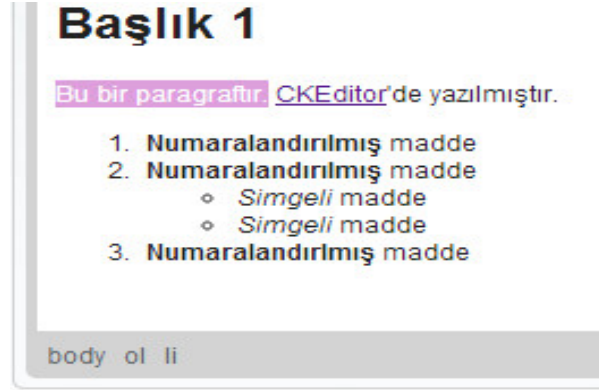 Başlık 1
Bu bir paragraftır. CKEditor'de yazılmıştır.
1. Numaralandırılmış madde
2. Numaralandırılmış madde
Simgeli madde
Simgeli madde
3. Numaralandırlmış madde
body ol li